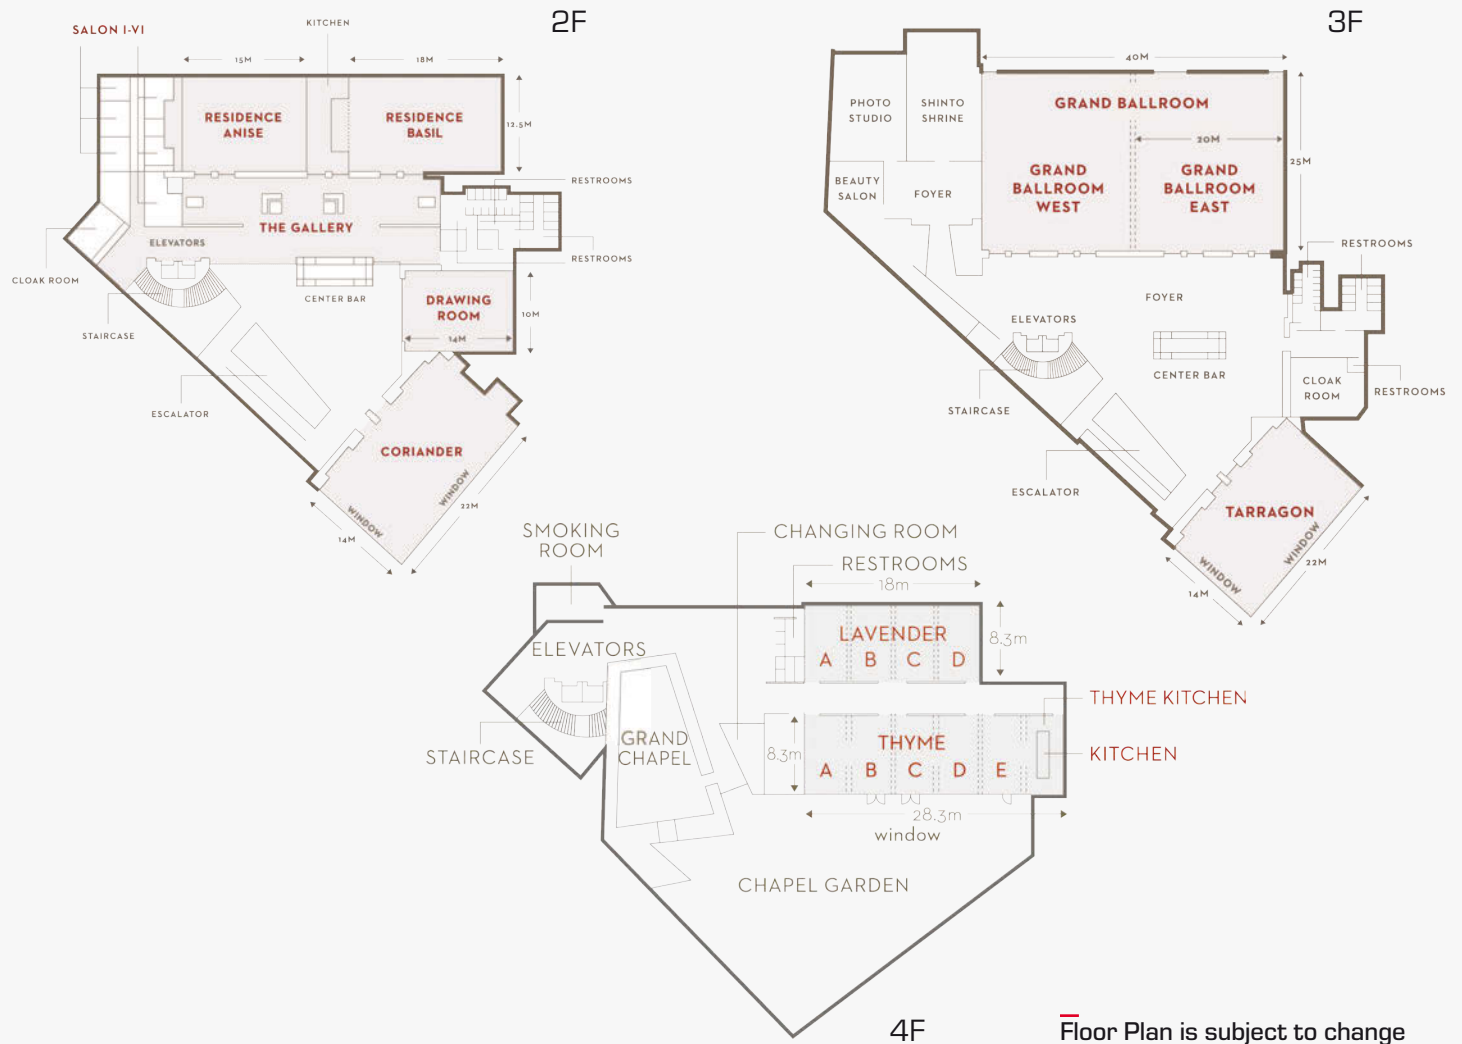 2F
SALON I-VI
KITCHEN
15M
18M
RESIDENCE
ANISE
RESIDENCE
BASIL
12.5M
RESTROOMS
THE GALLERY
ELEVATORS
RESTROOMS
CLOAK ROOM
CENTER BAR
DRAWING
ROOM
10M
14M
STAIRCASE
ESCALATOR
CORIANDER
WINDOW
22M
WINDOW
14M
3F
40M
PHOTO
STUDIO
SHINTO
SHRINE
GRAND BALLROOM
20M
25M
GRAND
BALLROOM
WEST
GRAND
BALLROOM
EAST
BEAUTY
SALON
FOYER
RESTROOMS
FOYER
ELEVATORS
CENTER BAR
CLOAK
ROOM
RESTROOMS
STAIRCASE
ESCALATOR
TARRAGON
WINDOW
22M
WINDOW
14M
SMOKING
ROOM
CHANGING ROOM
RESTROOMS
18m
LAVENDER
A B C D
8.3m
ELEVATORS
THYME KITCHEN
STAIRCASE
GRAND
CHAPEL
8.3m
THYME
A B C D E
KITCHEN
28.3m
window
CHAPEL GARDEN
4F
Floor Plan is subject to change